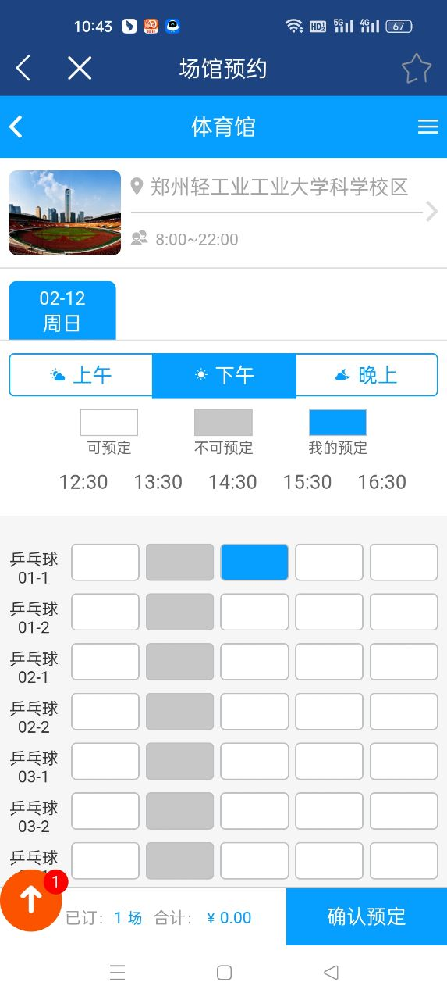 10:43
HD
5G
4G
67
场馆预约
体育馆
郑州轻工业工业大学科学校区
8:00~22:00
02-12
周日
上午
下午
晚上
可预定
不可预定
我的预定
12:30 13:30 14:30 15:30 16:30
乒乓球
01-1
乒乓球
01-2
乒乓球
02-1
乒乓球
02-2
乒乓球
03-1
乒乓球
03-2
乒乓球
1
已订: 1 场 合计: ¥ 0.00
确认预定